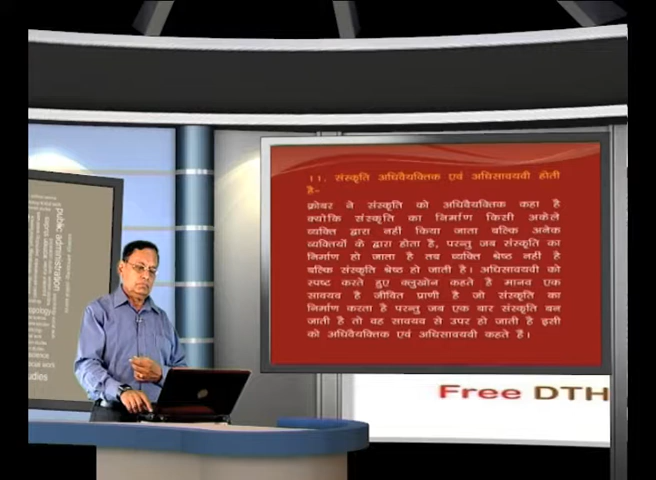 11. संस्कृति अधिवैयक्तिक एवं अधिसावयवी होती
है-
क्रोबर ने संस्कृति को अधिवैयक्तिक कहा है
क्योंकि संस्कृति का निर्माण किसी अकेले
व्यक्ति द्वारा नहीं किया जाता बल्कि अनेक
व्यक्तियों के द्वारा होता है, परन्तु जब संस्कृति का
निर्माण हो जाता है तब व्यक्ति श्रेष्ठ नहीं है
बल्कि संस्कृति श्रेष्ठ हो जाती है। अधिसावयवी को
स्पष्ट करते हुए क्लुखोन कहते है मानव एक
सावयव है जीवित प्राणी है जो संस्कृति का
निर्माण करता है परन्तु जब एक बार संस्कृति बन
जाती है तो वह सावयव से उपर हो जाती है इसी
को अधिवैयक्तिक एवं अधिसावयवी कहते हैं।
Free DTH
public administration